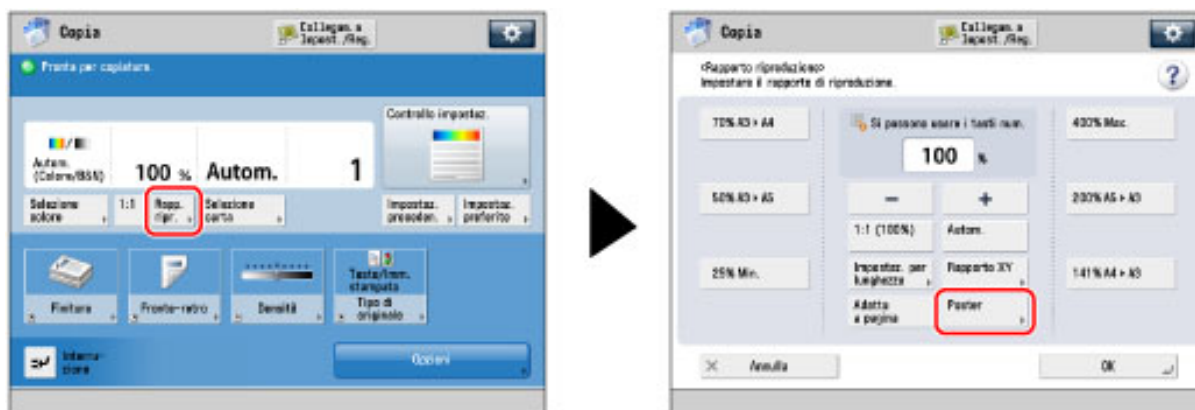 Copia
Collegam. a
Impost./Reg.
Pronta per copiatura.
Controllo impostaz.
Autom.
(Colore/B&N)
100 %
Autom.
1
Selezione
colore
1:1
Rapp.
ripr.
Selezione
carta
Impostaz.
preceden.
Impostaz.
preferite
Finitura
Fronte-retro
Densità
Testo/Imm.
stampata
Tipo di
originale
Interru-
zione
Opzioni
Copia
Collegam. a
Impost./Reg.
<Rapporto riproduzione>
Impostare il rapporto di riproduzione.
?
70% A3 > A4
Si possono usare i tasti num.
400% Max.
100 %
50% A3 > A5
-
+
200% A5 > A3
1:1 (100%)
Autom.
25% Min.
Impostaz. per
lunghezza
Rapporto XY
141% A4 > A3
Adatta
a pagina
Poster
Annulla
OK